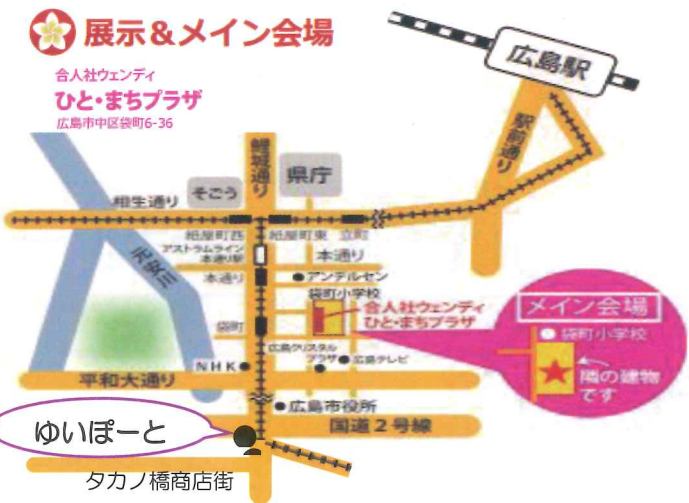 展示&メイン会場
合人社ウェンディ
ひと・まちプラザ
広島市中区袋町6-36
広島駅
駅前通り
鯉城通り
県庁
そごう
相生通り
紙屋町西
紙屋町東
立町
アストラムライン
本通り駅
本通り
本通り
アンデルセン
元安川
袋町小学校
合人社ウェンディ
ひと・まちプラザ
袋町
広島クリスタル
プラザ
広島テレビ
NHK
平和大通り
メイン会場
袋町小学校
隣の建物
です
広島市役所
国道2号線
ゆいぽーと
タカノ橋商店街